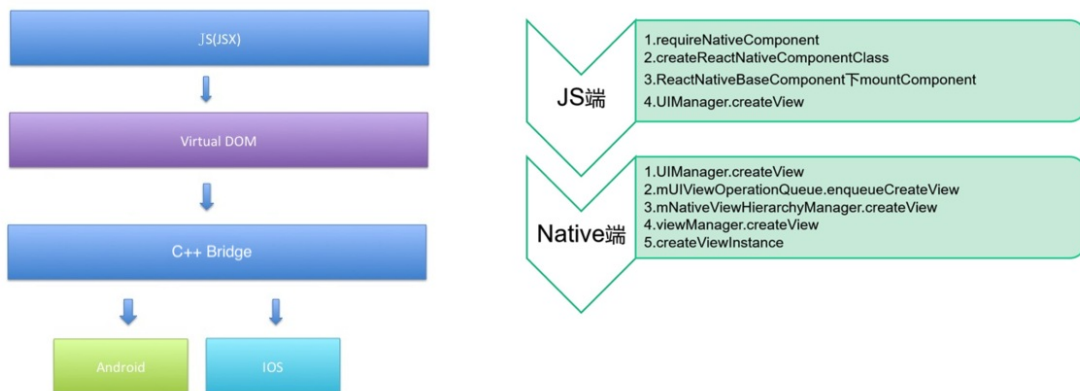 JS(JSX)
Virtual DOM
C++ Bridge
Android
IOS
JS端
1.requireNativeComponent
2.createReactNativeComponentClass
3.ReactNativeBaseComponent下mountComponent
4.UIManager.createView
Native端
1.UIManager.createView
2.mUIViewOperationQueue.enqueueCreateView
3.mNativeViewHierarchyManager.createView
4.viewManager.createView
5.createViewInstance